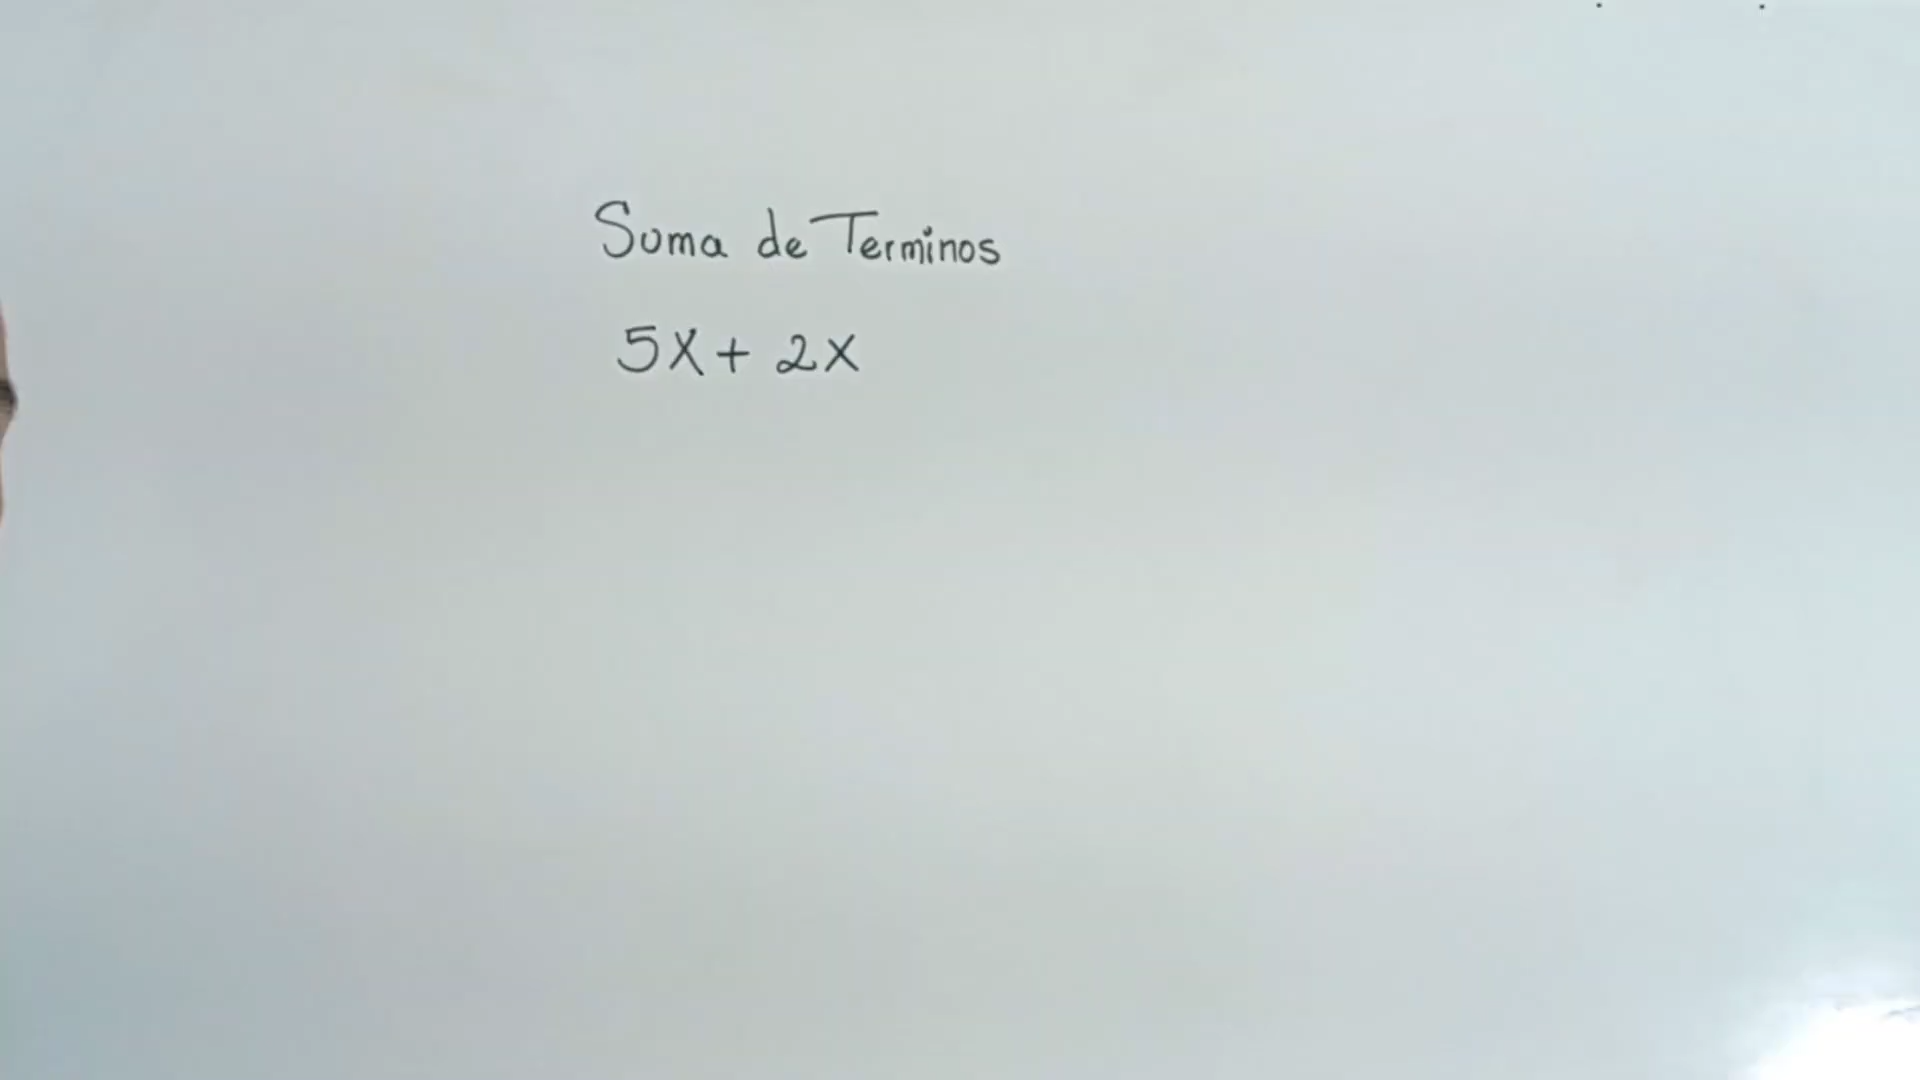 Suma de Terminos
5X + 2X